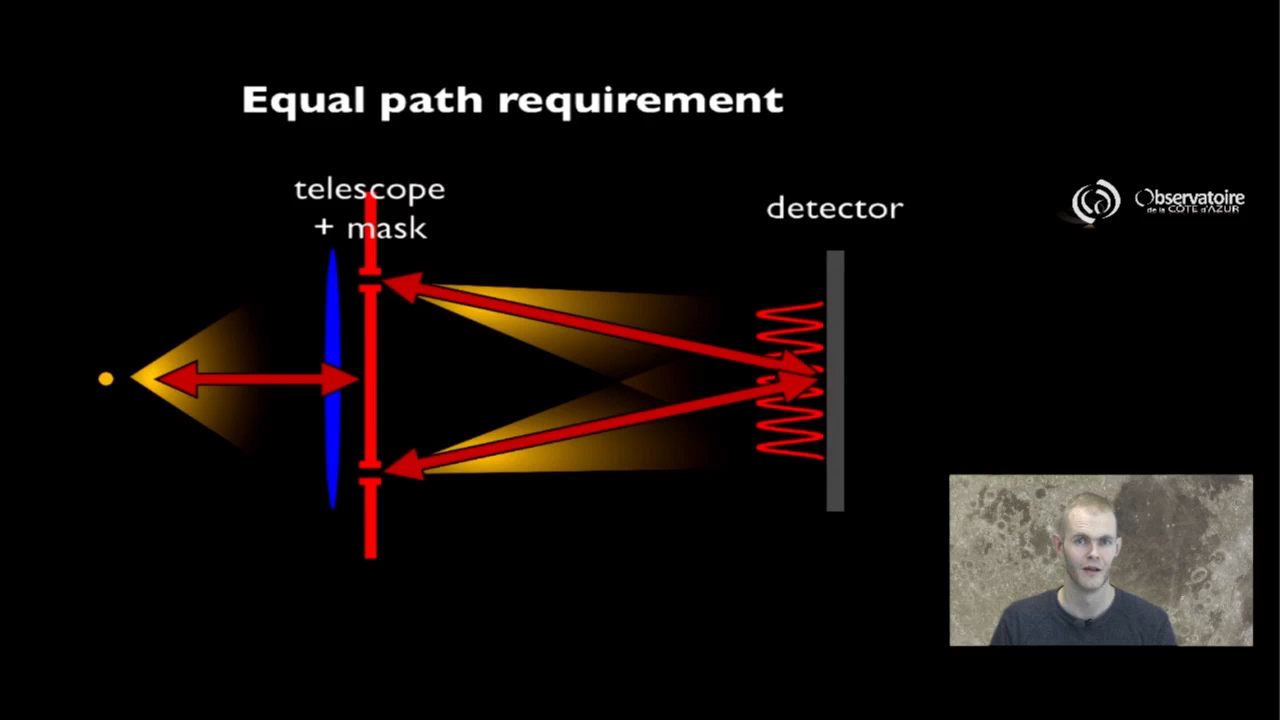 Equal path requirement
telescope
+ mask
detector
Observatoire
de la CÔTE d'AZUR